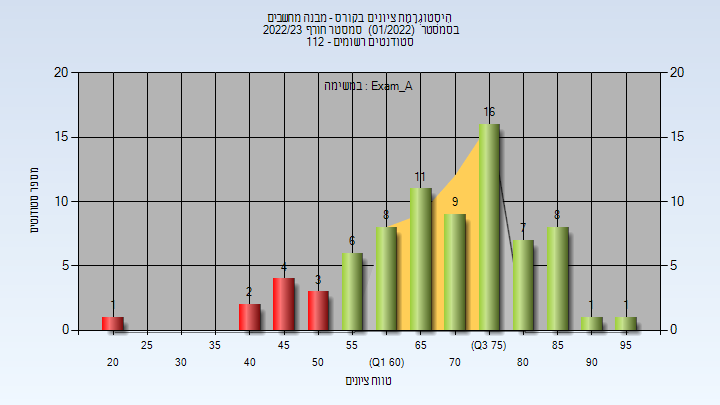 היסטוגרמת ציונים בקורס - מבנה מחשבים
בסמסטר (01/2022) סמסטר חורף 2022/23
סטודנטים רשומים - 112
במשימה : Exam_A
20 20
15 15
10 10
5 5
0 0
מספר סטודנטים
1 2 4 3 6 8 11 9 16 7 8 1 1
25 35 45 55 65 (Q3 75) 85 95
20 30 40 50 (Q1 60) 70 80 90
טווח ציונים